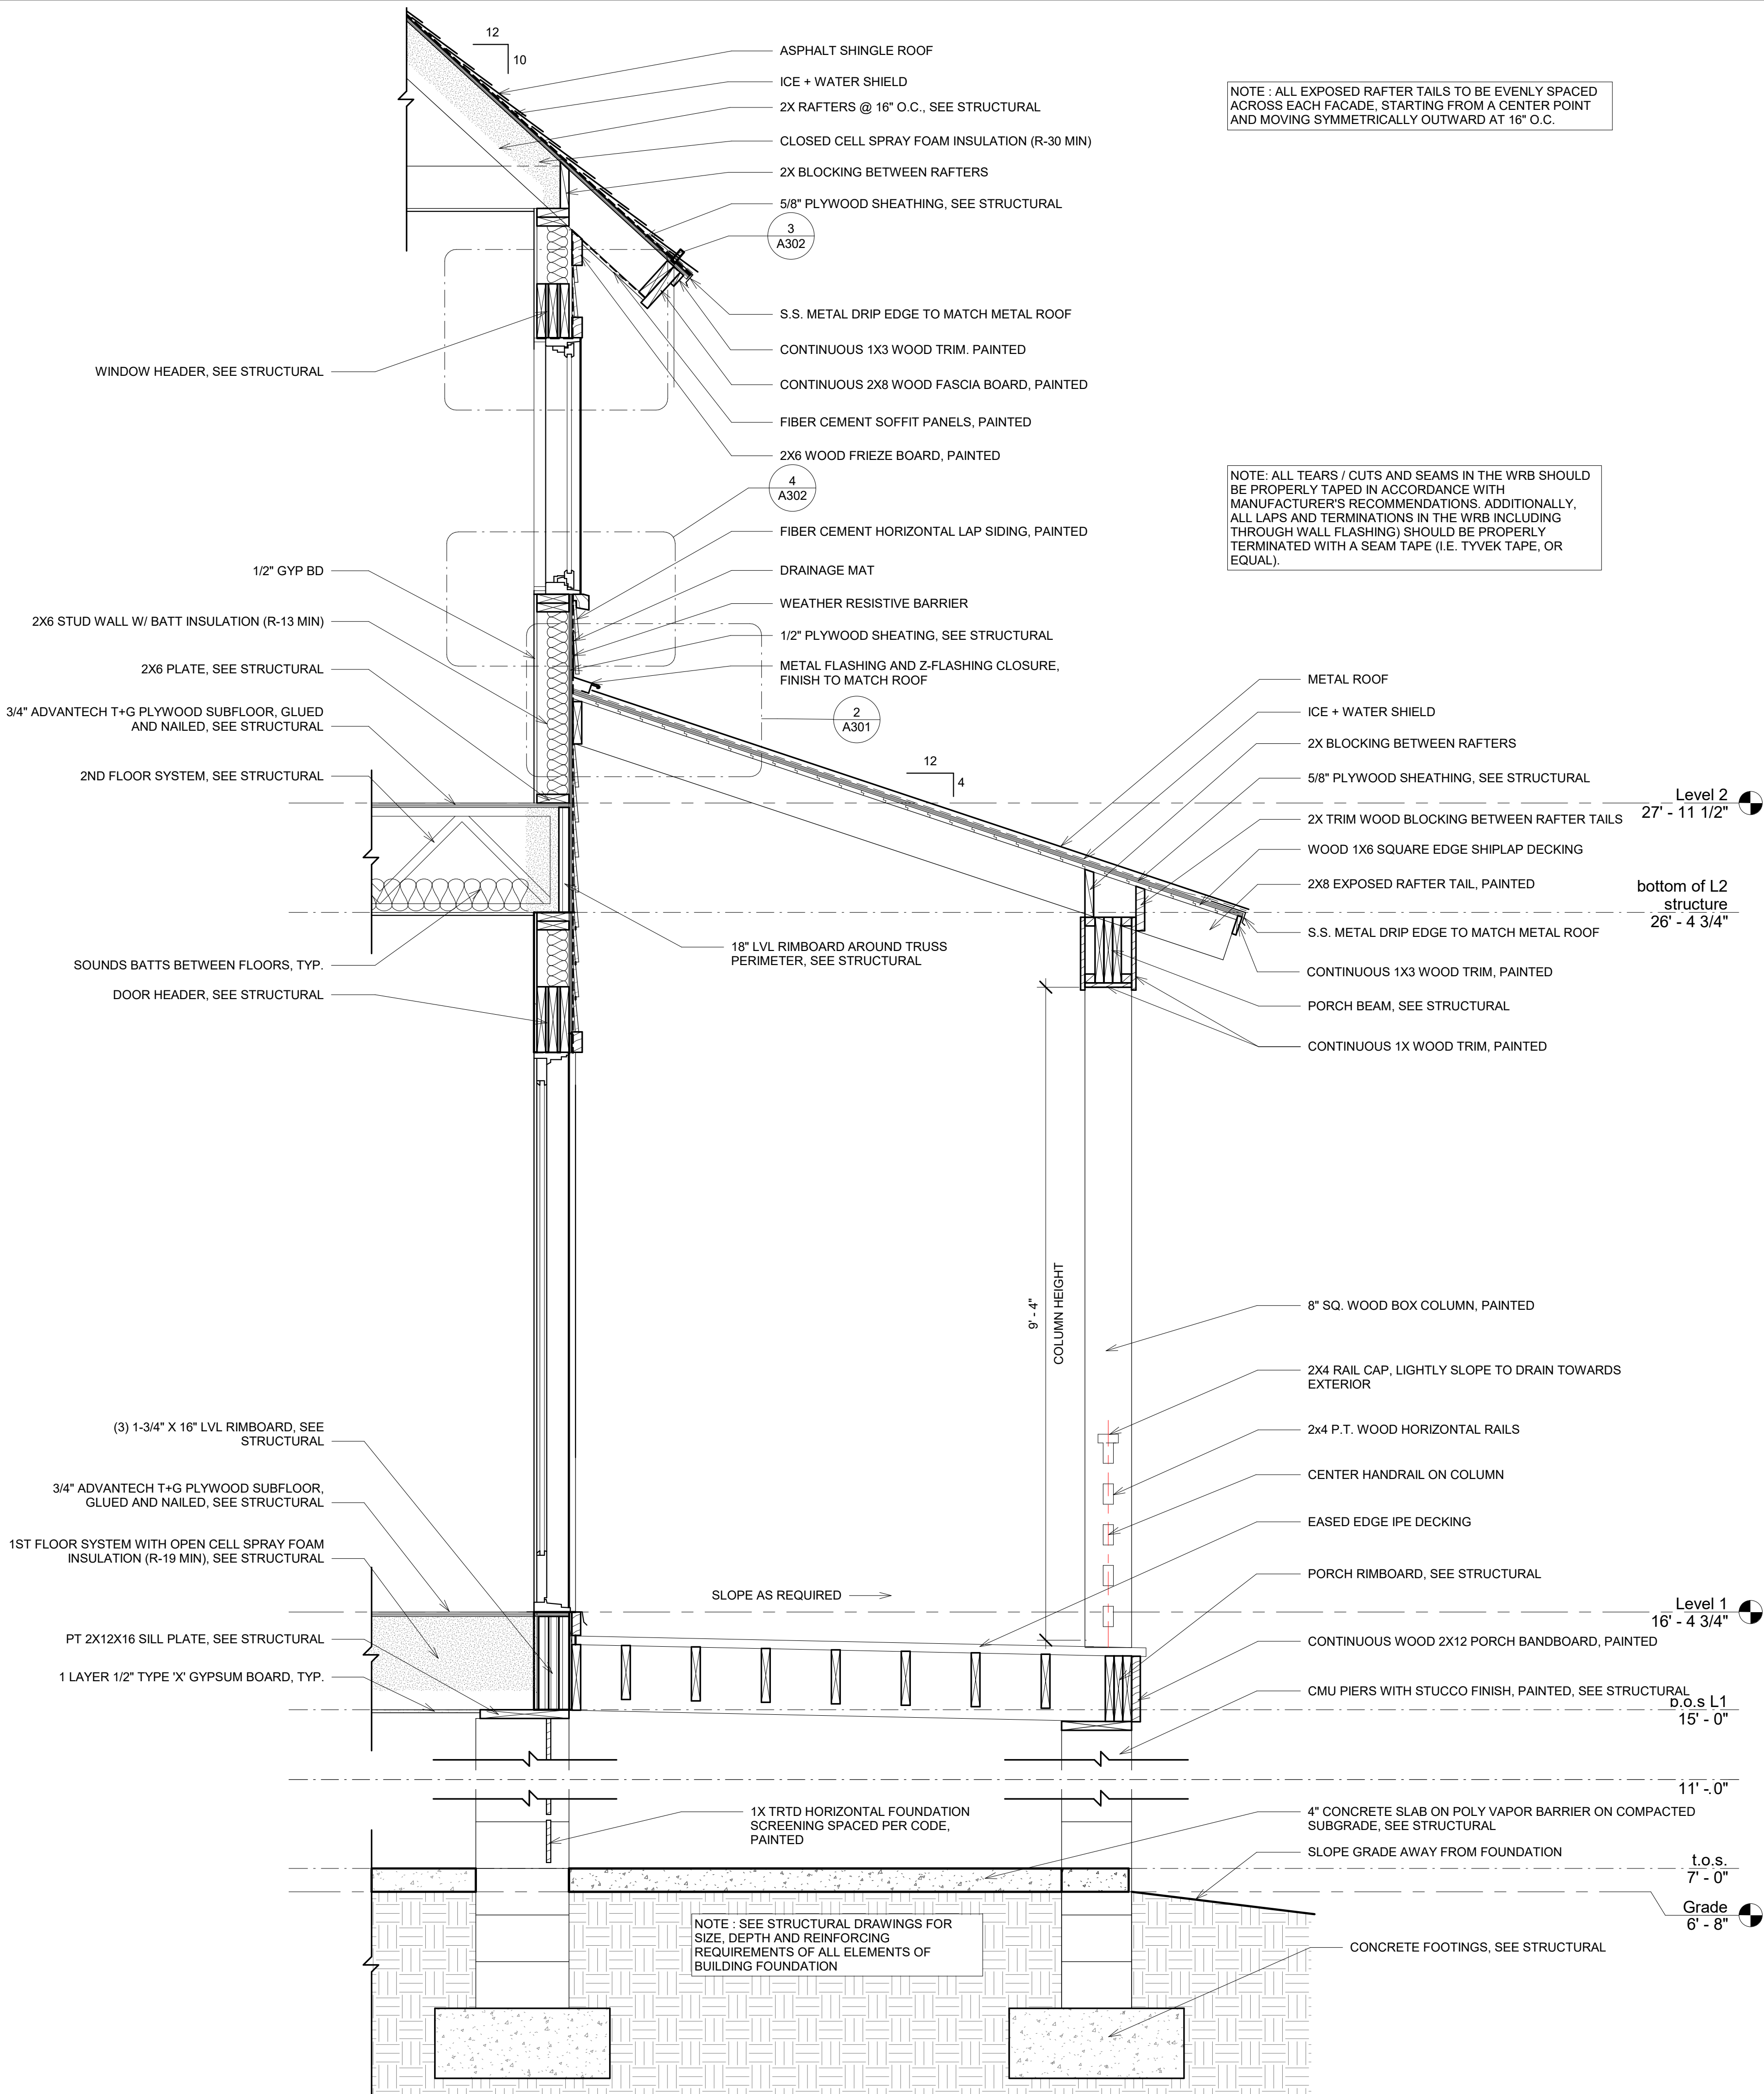 12
10
ASPHALT SHINGLE ROOF
ICE + WATER SHIELD
2X RAFTERS @ 16" O.C., SEE STRUCTURAL
CLOSED CELL SPRAY FOAM INSULATION (R-30 MIN)
2X BLOCKING BETWEEN RAFTERS
5/8" PLYWOOD SHEATHING, SEE STRUCTURAL
3
A302
S.S. METAL DRIP EDGE TO MATCH METAL ROOF
CONTINUOUS 1X3 WOOD TRIM. PAINTED
CONTINUOUS 2X8 WOOD FASCIA BOARD, PAINTED
FIBER CEMENT SOFFIT PANELS, PAINTED
2X6 WOOD FRIEZE BOARD, PAINTED
4
A302
FIBER CEMENT HORIZONTAL LAP SIDING, PAINTED
DRAINAGE MAT
WEATHER RESISTIVE BARRIER
1/2" PLYWOOD SHEATING, SEE STRUCTURAL
METAL FLASHING AND Z-FLASHING CLOSURE,
FINISH TO MATCH ROOF
2
A301
12
4
NOTE : ALL EXPOSED RAFTER TAILS TO BE EVENLY SPACED
ACROSS EACH FACADE, STARTING FROM A CENTER POINT
AND MOVING SYMMETRICALLY OUTWARD AT 16" O.C.
NOTE: ALL TEARS / CUTS AND SEAMS IN THE WRB SHOULD
BE PROPERLY TAPED IN ACCORDANCE WITH
MANUFACTURER'S RECOMMENDATIONS. ADDITIONALLY,
ALL LAPS AND TERMINATIONS IN THE WRB INCLUDING
THROUGH WALL FLASHING) SHOULD BE PROPERLY
TERMINATED WITH A SEAM TAPE (I.E. TYVEK TAPE, OR
EQUAL).
WINDOW HEADER, SEE STRUCTURAL
1/2" GYP BD
2X6 STUD WALL W/ BATT INSULATION (R-13 MIN)
2X6 PLATE, SEE STRUCTURAL
3/4" ADVANTECH T+G PLYWOOD SUBFLOOR, GLUED
AND NAILED, SEE STRUCTURAL
2ND FLOOR SYSTEM, SEE STRUCTURAL
SOUNDS BATTS BETWEEN FLOORS, TYP.
DOOR HEADER, SEE STRUCTURAL
18" LVL RIMBOARD AROUND TRUSS
PERIMETER, SEE STRUCTURAL
METAL ROOF
ICE + WATER SHIELD
2X BLOCKING BETWEEN RAFTERS
5/8" PLYWOOD SHEATHING, SEE STRUCTURAL
2X TRIM WOOD BLOCKING BETWEEN RAFTER TAILS
WOOD 1X6 SQUARE EDGE SHIPLAP DECKING
2X8 EXPOSED RAFTER TAIL, PAINTED
S.S. METAL DRIP EDGE TO MATCH METAL ROOF
CONTINUOUS 1X3 WOOD TRIM, PAINTED
PORCH BEAM, SEE STRUCTURAL
CONTINUOUS 1X WOOD TRIM, PAINTED
Level 2
27' - 11 1/2"
bottom of L2
structure
26' - 4 3/4"
9' - 4"
COLUMN HEIGHT
8" SQ. WOOD BOX COLUMN, PAINTED
2X4 RAIL CAP, LIGHTLY SLOPE TO DRAIN TOWARDS
EXTERIOR
2x4 P.T. WOOD HORIZONTAL RAILS
CENTER HANDRAIL ON COLUMN
EASED EDGE IPE DECKING
PORCH RIMBOARD, SEE STRUCTURAL
CONTINUOUS WOOD 2X12 PORCH BANDBOARD, PAINTED
CMU PIERS WITH STUCCO FINISH, PAINTED, SEE STRUCTURAL
Level 1
16' - 4 3/4"
b.o.s L1
15' - 0"
11' - 0"
(3) 1-3/4" X 16" LVL RIMBOARD, SEE
STRUCTURAL
3/4" ADVANTECH T+G PLYWOOD SUBFLOOR,
GLUED AND NAILED, SEE STRUCTURAL
1ST FLOOR SYSTEM WITH OPEN CELL SPRAY FOAM
INSULATION (R-19 MIN), SEE STRUCTURAL
PT 2X12X16 SILL PLATE, SEE STRUCTURAL
1 LAYER 1/2" TYPE 'X' GYPSUM BOARD, TYP.
SLOPE AS REQUIRED
1X TRTD HORIZONTAL FOUNDATION
SCREENING SPACED PER CODE,
PAINTED
4" CONCRETE SLAB ON POLY VAPOR BARRIER ON COMPACTED
SUBGRADE, SEE STRUCTURAL
SLOPE GRADE AWAY FROM FOUNDATION
t.o.s.
7' - 0"
Grade
6' - 8"
NOTE : SEE STRUCTURAL DRAWINGS FOR
SIZE, DEPTH AND REINFORCING
REQUIREMENTS OF ALL ELEMENTS OF
BUILDING FOUNDATION
CONCRETE FOOTINGS, SEE STRUCTURAL